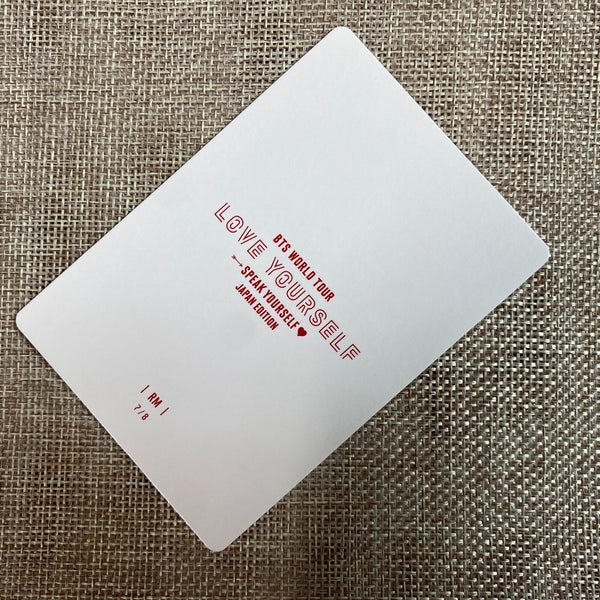 BTS WORLD TOUR
LOVE YOURSELF
SPEAK YOURSELF
JAPAN EDITION
| RM |
7/8